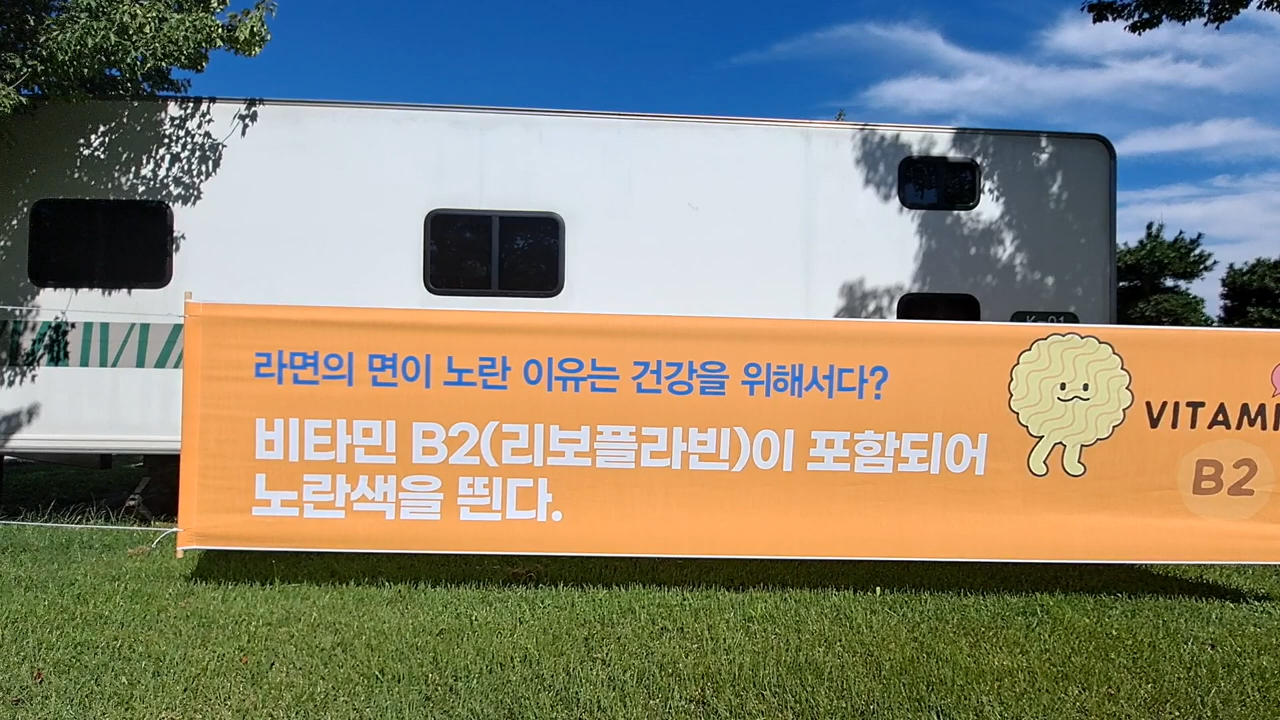 라면의 면이 노란 이유는 건강을 위해서다?
비타민 B2(리보플라빈)이 포함되어
노란색을 띈다.
B2